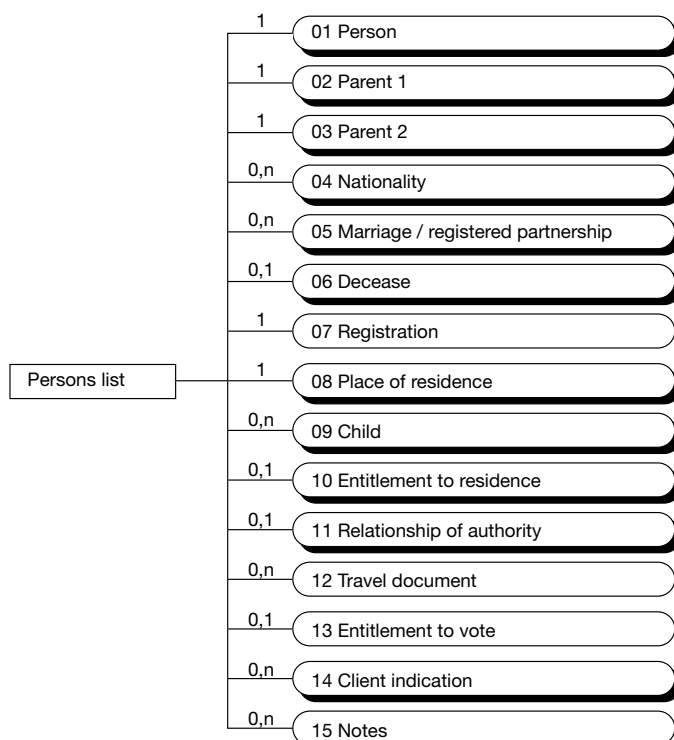 1
01 Person
1
02 Parent 1
1
03 Parent 2
0,n
04 Nationality
0,n
05 Marriage / registered partnership
0,1
06 Decease
1
07 Registration
Persons list
1
08 Place of residence
0,n
09 Child
0,1
10 Entitlement to residence
0,1
11 Relationship of authority
0,n
12 Travel document
0,1
13 Entitlement to vote
0,n
14 Client indication
0,n
15 Notes